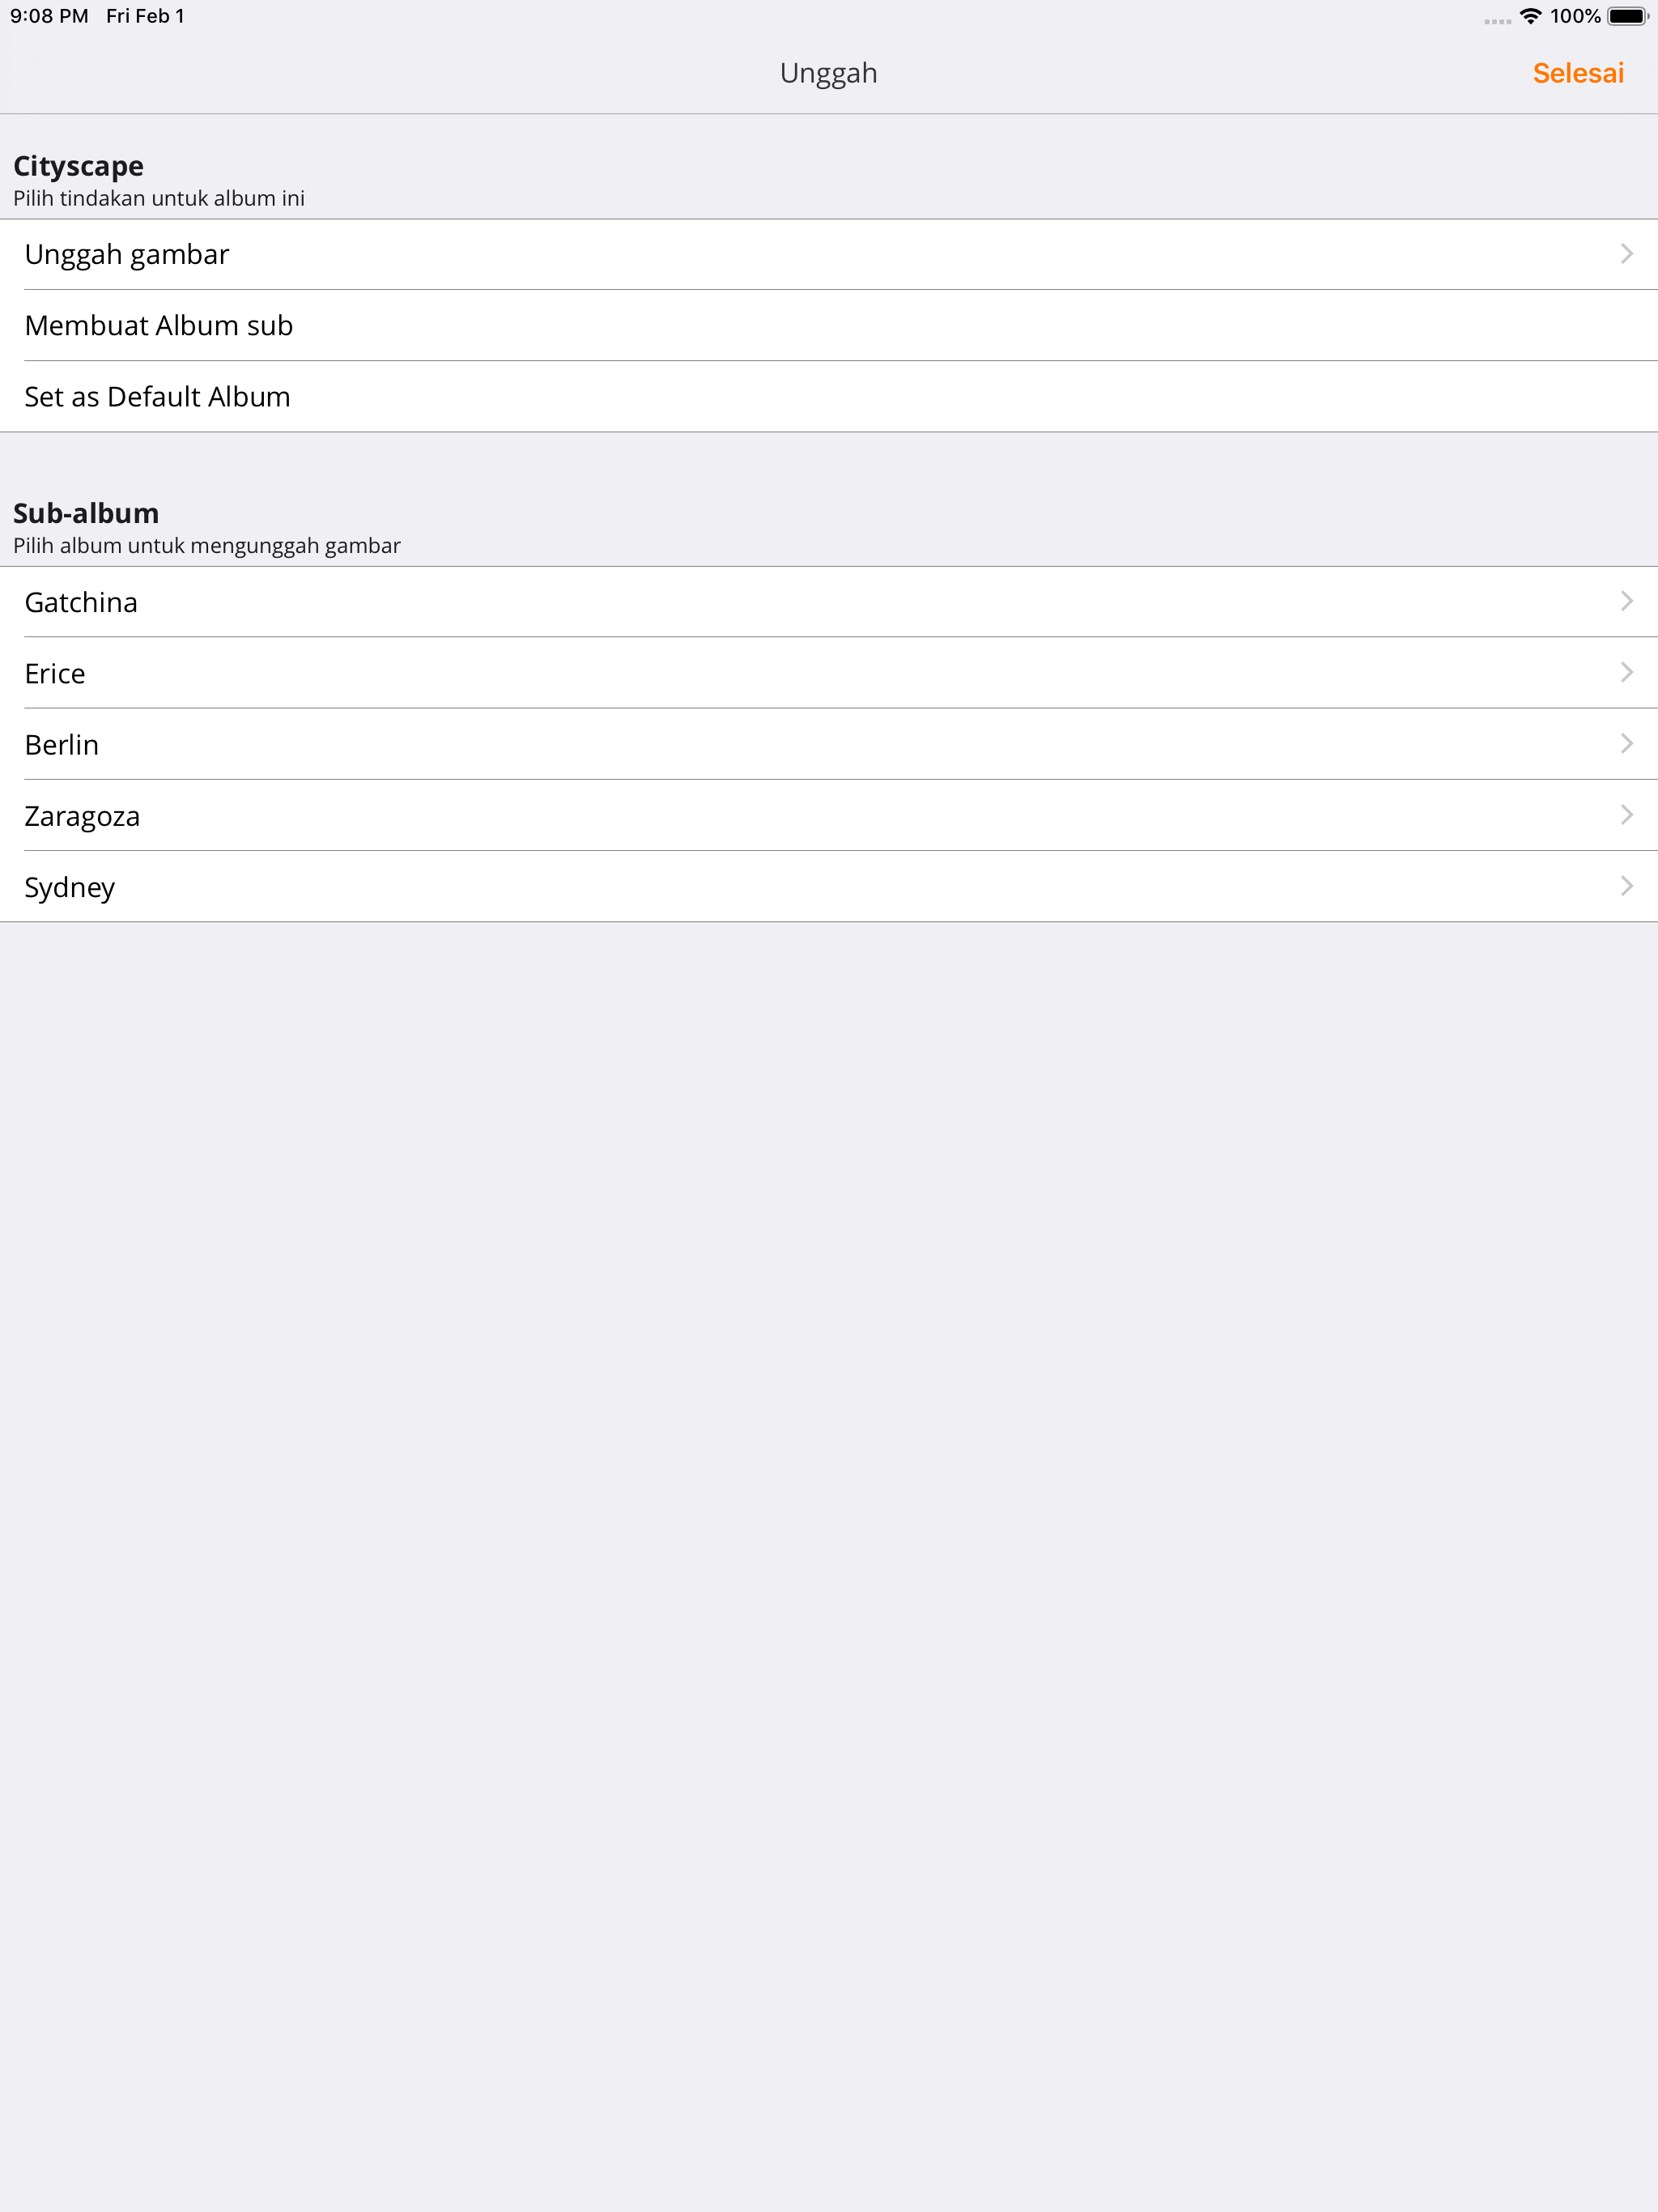 9:08 PM Fri Feb 1 100%
Unggah Selesai
Cityscape
Pilih tindakan untuk album ini
Unggah gambar
Membuat Album sub
Set as Default Album
Sub-album
Pilih album untuk mengunggah gambar
Gatchina
Erice
Berlin
Zaragoza
Sydney